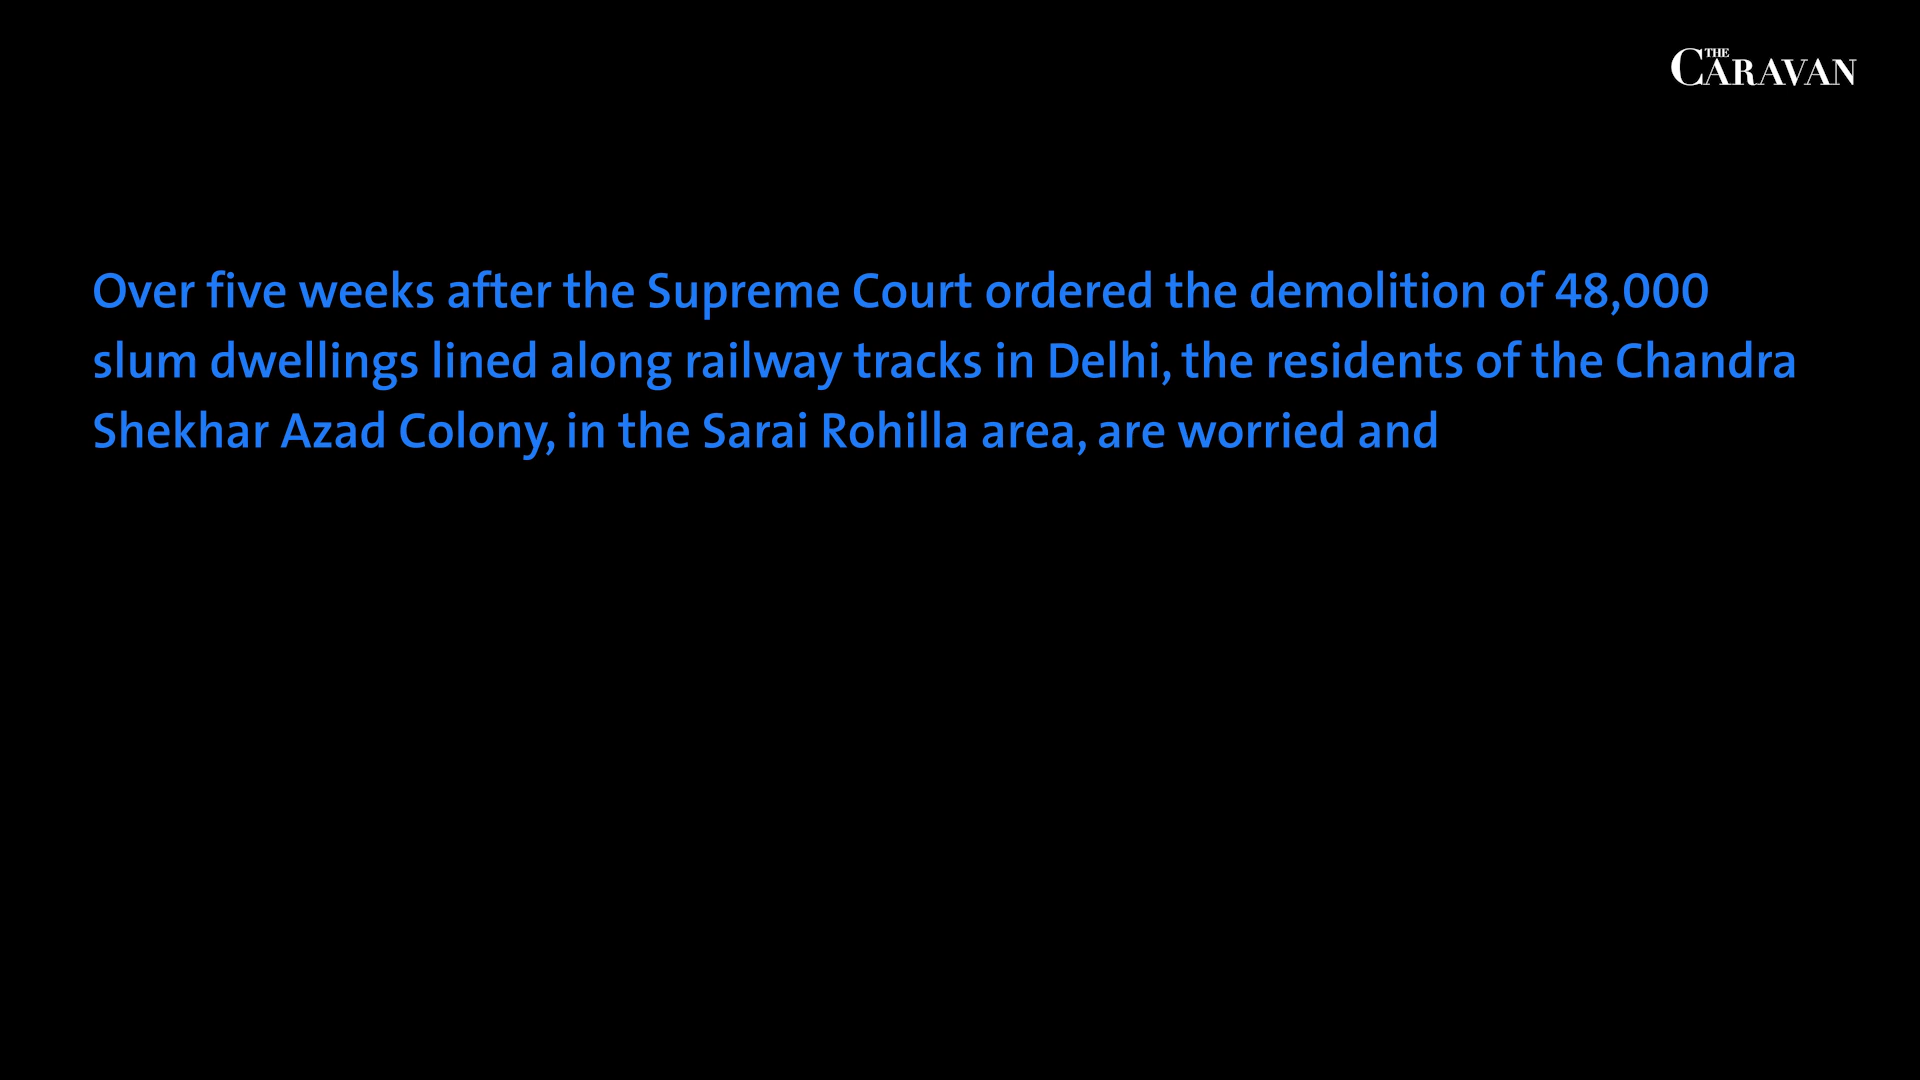 THE CARAVAN
Over five weeks after the Supreme Court ordered the demolition of 48,000
slum dwellings lined along railway tracks in Delhi, the residents of the Chandra
Shekhar Azad Colony, in the Sarai Rohilla area, are worried and